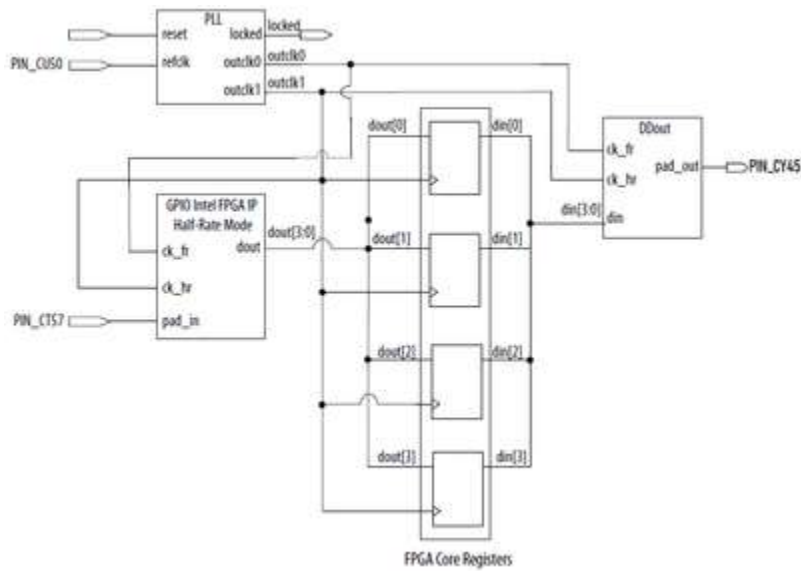 PLL
reset
locked
locked
PIN_CU50
refclk
outclk0
outclk0
outclk1
outclk1
dout[0]
din[0]
DDout
ck_fr
pad_out
PIN_CY45
ck_hr
din[3:0]
din
GPIO Intel FPGA IP
Half-Rate Mode
dout[3:0]
dout
ck_fr
dout[1]
din[1]
ck_hr
PIN_CT57
pad_in
dout[2]
din[2]
dout[3]
din[3]
FPGA Core Registers